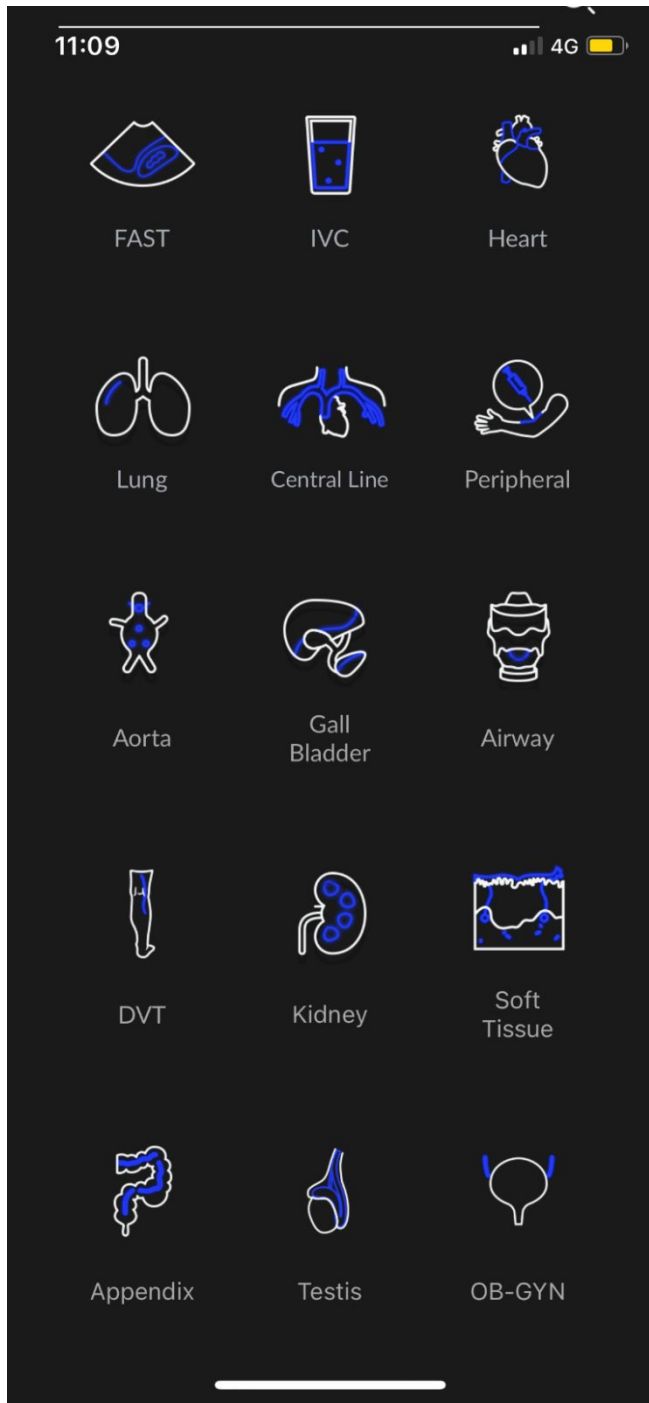 11:09
4G
FAST
IVC
Heart
Lung
Central Line
Peripheral
Aorta
Gall
Bladder
Airway
DVT
Kidney
Soft
Tissue
Appendix
Testis
OB-GYN